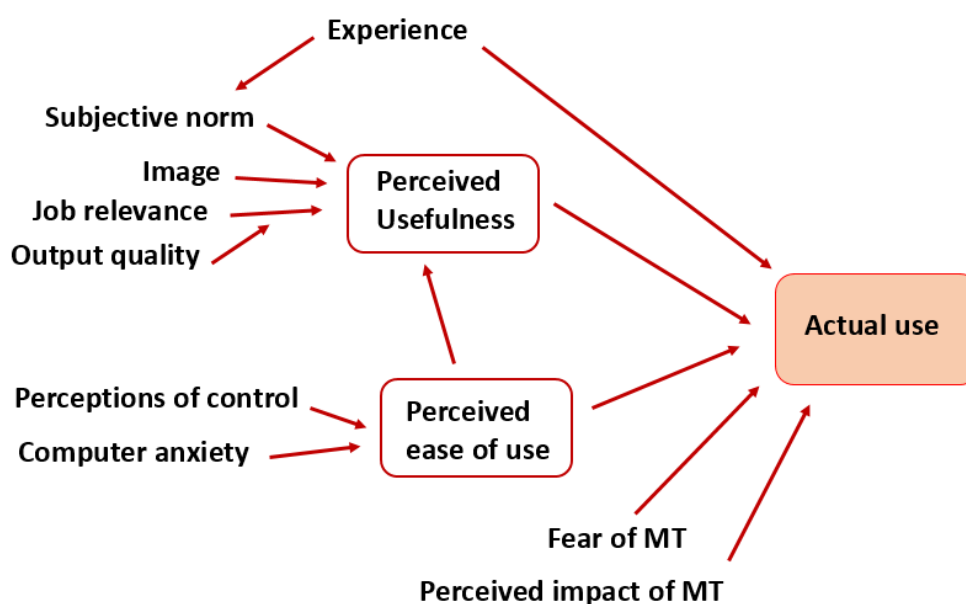 Experience
Subjective norm
Image
Job relevance
Output quality
Perceived
Usefulness
Actual use
Perceptions of control
Computer anxiety
Perceived
ease of use
Fear of MT
Perceived impact of MT